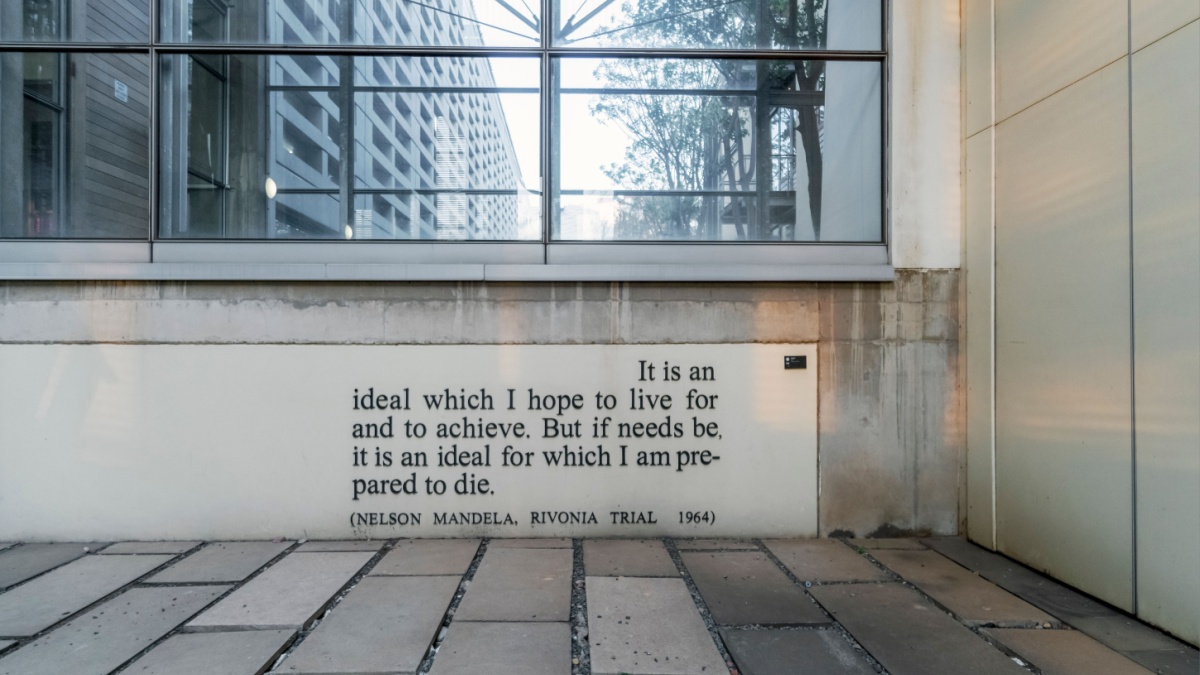 It is an
ideal which I hope to live for
and to achieve. But if needs be,
it is an ideal for which I am pre-
pared to die.
(NELSON MANDELA, RIVONIA TRIAL 1964)